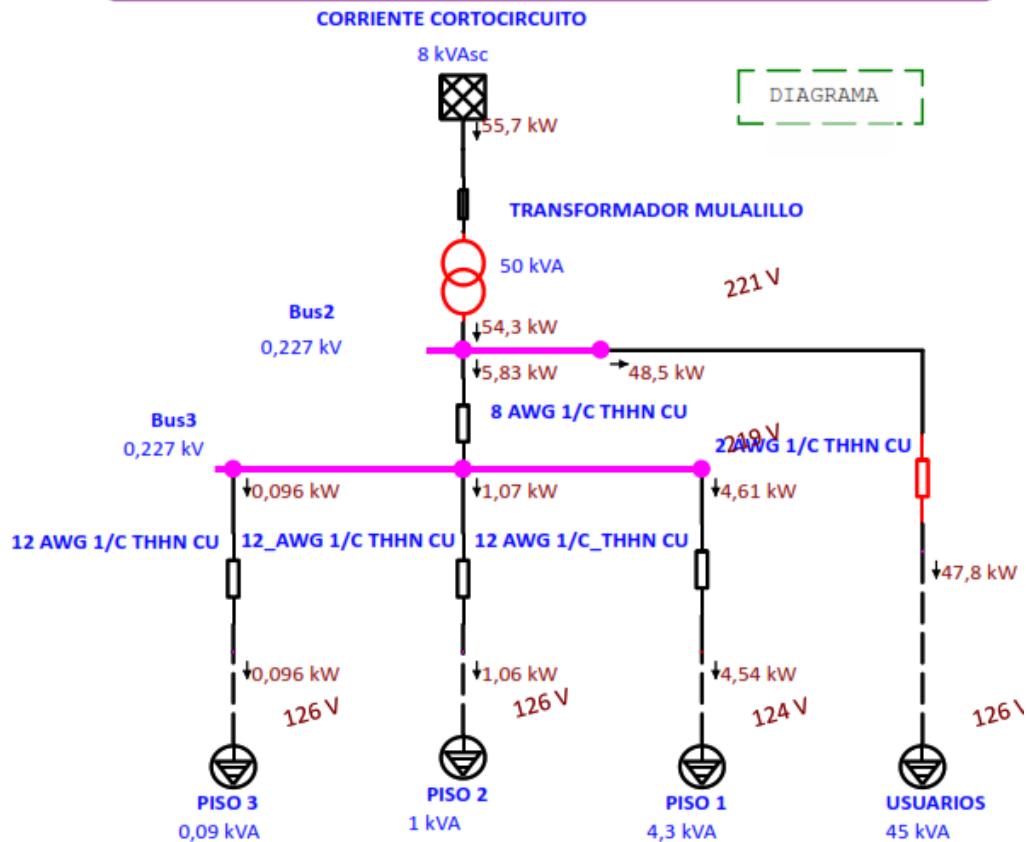 CORRIENTE CORTOCIRCUITO
8 kVAsc
DIAGRAMA
55,7 kW
TRANSFORMADOR MULALILLO
50 kVA
221 V
Bus2
54,3 kW
0,227 kV
5,83 kW
48,5 kW
8 AWG 1/C THHN CU
Bus3
219 V
0,227 kV
2 AWG 1/C THHN CU
0,096 kW
1,07 kW
4,61 kW
12 AWG 1/C THHN CU
12_AWG 1/C THHN CU
12 AWG 1/C_THHN CU
47,8 kW
0,096 kW
1,06 kW
4,54 kW
126 V
126 V
124 V
126 V
PISO 3
PISO 2
PISO 1
USUARIOS
0,09 kVA
1 kVA
4,3 kVA
45 kVA